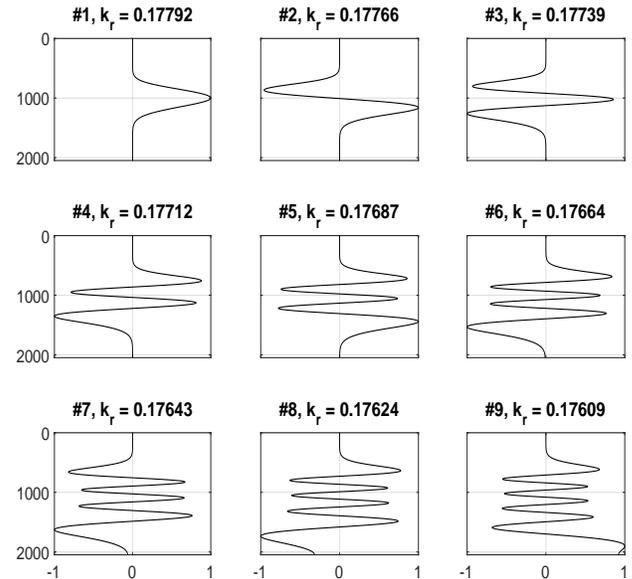 #1, k_r = 0.17792
#2, k_r = 0.17766
#3, k_r = 0.17739
0
1000
2000
#4, k_r = 0.17712
#5, k_r = 0.17687
#6, k_r = 0.17664
0
1000
2000
#7, k_r = 0.17643
#8, k_r = 0.17624
#9, k_r = 0.17609
0
1000
2000
-1 0 1
-1 0 1
-1 0 1